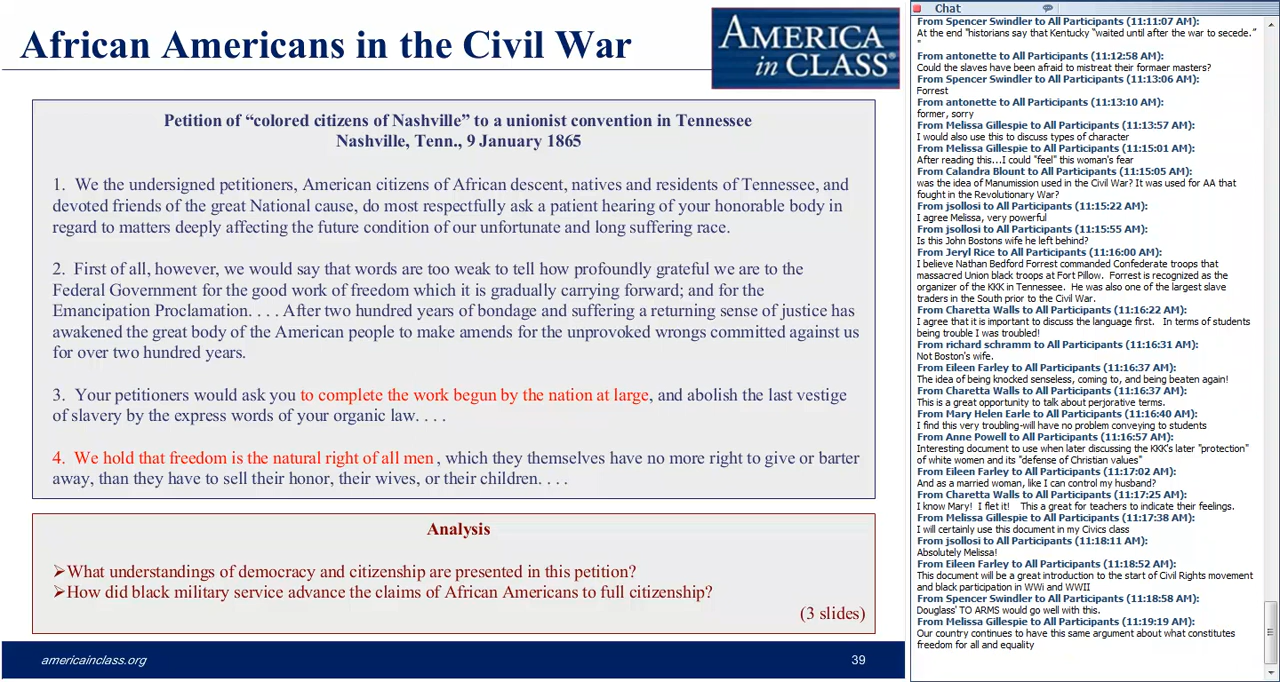 African Americans in the Civil War
AMERICA
in CLASS®
Petition of “colored citizens of Nashville” to a unionist convention in Tennessee
Nashville, Tenn., 9 January 1865
1. We the undersigned petitioners, American citizens of African descent, natives and residents of Tennessee, and
devoted friends of the great National cause, do most respectfully ask a patient hearing of your honorable body in
regard to matters deeply affecting the future condition of our unfortunate and long suffering race.
2. First of all, however, we would say that words are too weak to tell how profoundly grateful we are to the
Federal Government for the good work of freedom which it is gradually carrying forward; and for the
Emancipation Proclamation. . . . After two hundred years of bondage and suffering a returning sense of justice has
awakened the great body of the American people to make amends for the unprovoked wrongs committed against us
for over two hundred years.
3. Your petitioners would ask you to complete the work begun by the nation at large, and abolish the last vestige
of slavery by the express words of your organic law. . . .
4. We hold that freedom is the natural right of all men, which they themselves have no more right to give or barter
away, than they have to sell their honor, their wives, or their children. . . .
Analysis
➢What understandings of democracy and citizenship are presented in this petition?
➢How did black military service advance the claims of African Americans to full citizenship?
(3 slides)
americainclass.org
39
Chat
From Spencer Swindler to All Participants (11:11:07 AM):
At the end "historians say that Kentucky "waited until after the war to secede."
"
From antonette to All Participants (11:12:58 AM):
Could the slaves have been afraid to mistreat their formaer masters?
From Spencer Swindler to All Participants (11:13:06 AM):
Forrest
From antonette to All Participants (11:13:10 AM):
former, sorry
From Melissa Gillespie to All Participants (11:13:57 AM):
I would also use this to discuss types of character
From Melissa Gillespie to All Participants (11:15:01 AM):
After reading this...I could "feel" this woman's fear
From Calandra Blount to All Participants (11:15:05 AM):
was the idea of Manumission used in the Civil War? It was used for AA that
fought in the Revolutionary War?
From jsollosi to All Participants (11:15:22 AM):
I agree Melissa, very powerful
From jsollosi to All Participants (11:15:55 AM):
Is this John Bostons wife he left behind?
From Jeryl Rice to All Participants (11:16:00 AM):
I believe Nathan Bedford Forrest commanded Confederate troops that
massacred Union black troops at Fort Pillow. Forrest is recognized as the
organizer of the KKK in Tennessee. He was also one of the largest slave
traders in the South prior to the Civil War.
From Charetta Walls to All Participants (11:16:22 AM):
I agree that it is important to discuss the language first. In terms of students
being trouble I was troubled!
From richard schramm to All Participants (11:16:31 AM):
Not Boston's wife.
From Eileen Farley to All Participants (11:16:37 AM):
The idea of being knocked senseless, coming to, and being beaten again!
From Charetta Walls to All Participants (11:16:37 AM):
This is a great opportunity to talk about perjorative terms.
From Mary Helen Earle to All Participants (11:16:40 AM):
I find this very troubling-will have no problem conveying to students
From Anne Powell to All Participants (11:16:57 AM):
Interesting document to use when later discussing the KKK's later "protection"
of white women and its "defense of Christian values"
From Eileen Farley to All Participants (11:17:02 AM):
And as a married woman, like I can control my husband?
From Charetta Walls to All Participants (11:17:25 AM):
I know Mary! I flet it! This a great for teachers to indicate their feelings.
From Melissa Gillespie to All Participants (11:17:38 AM):
I will certainly use this document in my Civics class
From jsollosi to All Participants (11:18:11 AM):
Absolutely Melissa!
From Eileen Farley to All Participants (11:18:52 AM):
This document will be a great introduction to the start of Civil Rights movement
and black participation in WWi and WWII
From Spencer Swindler to All Participants (11:18:58 AM):
Douglass' TO ARMS would go well with this.
From Melissa Gillespie to All Participants (11:19:19 AM):
Our country continues to have this same argument about what constitutes
freedom for all and equality